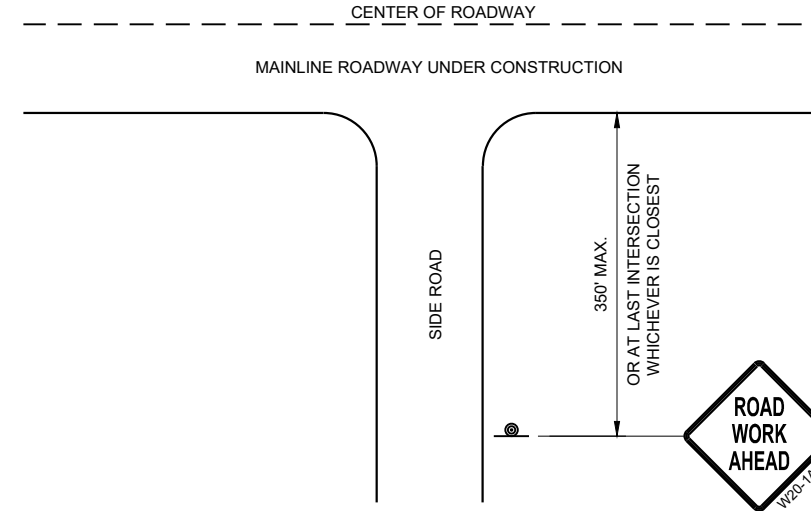 CENTER OF ROADWAY
MAINLINE ROADWAY UNDER CONSTRUCTION
SIDE ROAD
350' MAX.
OR AT LAST INTERSECTION
WHICHEVER IS CLOSEST
ROAD
WORK
AHEAD